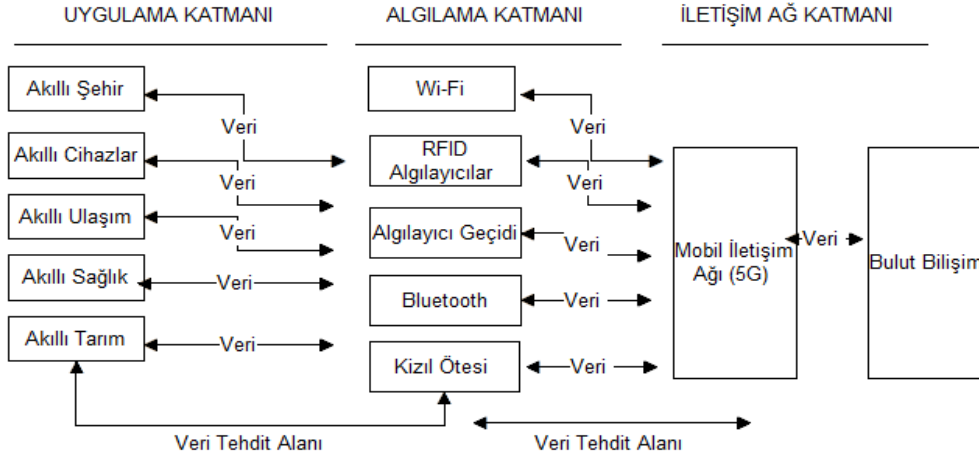 UYGULAMA KATMANI
ALGILAMA KATMANI
İLETİŞİM AĞ KATMANI
Akıllı Şehir
Veri
Wi-Fi
Veri
Akıllı Cihazlar
Veri
RFID
Algılayıcılar
Veri
Akıllı Ulaşım
Veri
Algılayıcı Geçidi
Veri
Mobil İletişim
Ağı (5G)
Veri
Bulut Bilişim
Akıllı Sağlık
Veri
Bluetooth
Veri
Akıllı Tarım
Veri
Kizıl Ötesi
Veri
Veri Tehdit Alanı
Veri Tehdit Alanı